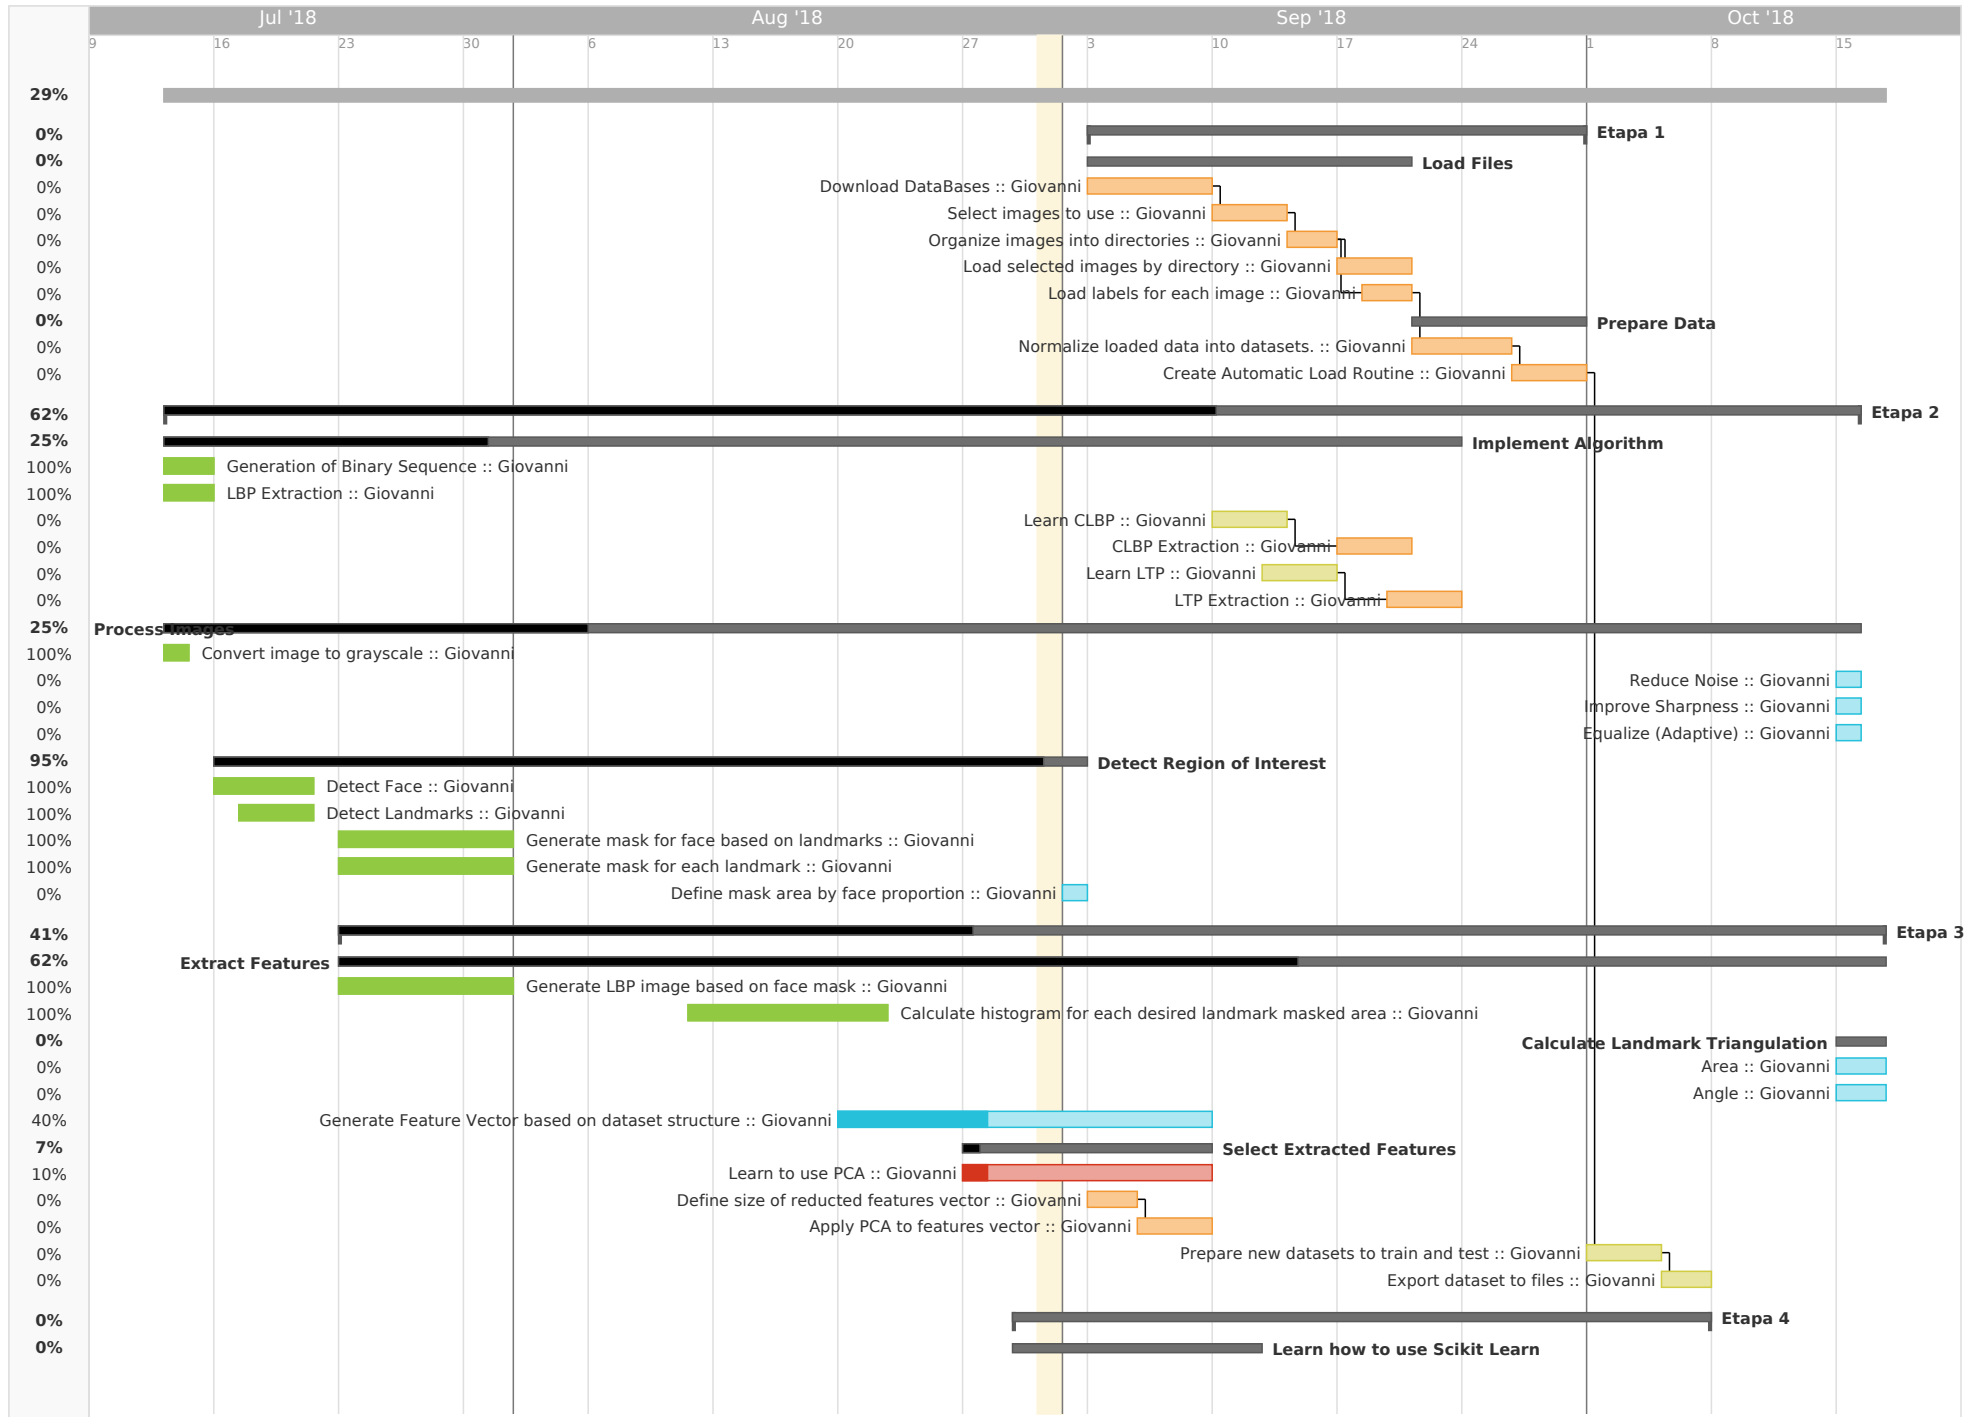 Jul '18 Aug '18 Sep '18 Oct '18
9 16 23 30 6 13 20 27 3 10 17 24 1 8 15
29%
0% Etapa 1
0% Load Files
0% Download DataBases :: Giovanni
0% Select images to use :: Giovanni
0% Organize images into directories :: Giovanni
0% Load selected images by directory :: Giovanni
0% Load labels for each image :: Giovanni
0% Prepare Data
0% Normalize loaded data into datasets. :: Giovanni
0% Create Automatic Load Routine :: Giovanni
62% Etapa 2
25% Implement Algorithm
100% Generation of Binary Sequence :: Giovanni
100% LBP Extraction :: Giovanni
0% Learn CLBP :: Giovanni
0% CLBP Extraction :: Giovanni
0% Learn LTP :: Giovanni
0% LTP Extraction :: Giovanni
25% Process Images
100% Convert image to grayscale :: Giovanni
0% Reduce Noise :: Giovanni
0% Improve Sharpness :: Giovanni
0% Equalize (Adaptive) :: Giovanni
95% Detect Region of Interest
100% Detect Face :: Giovanni
100% Detect Landmarks :: Giovanni
100% Generate mask for face based on landmarks :: Giovanni
100% Generate mask for each landmark :: Giovanni
0% Define mask area by face proportion :: Giovanni
41% Etapa 3
62% Extract Features
100% Generate LBP image based on face mask :: Giovanni
100% Calculate histogram for each desired landmark masked area :: Giovanni
0% Calculate Landmark Triangulation
0% Area :: Giovanni
0% Angle :: Giovanni
40% Generate Feature Vector based on dataset structure :: Giovanni
7% Select Extracted Features
10% Learn to use PCA :: Giovanni
0% Define size of reducted features vector :: Giovanni
0% Apply PCA to features vector :: Giovanni
0% Prepare new datasets to train and test :: Giovanni
0% Export dataset to files :: Giovanni
0% Etapa 4
0% Learn how to use Scikit Learn